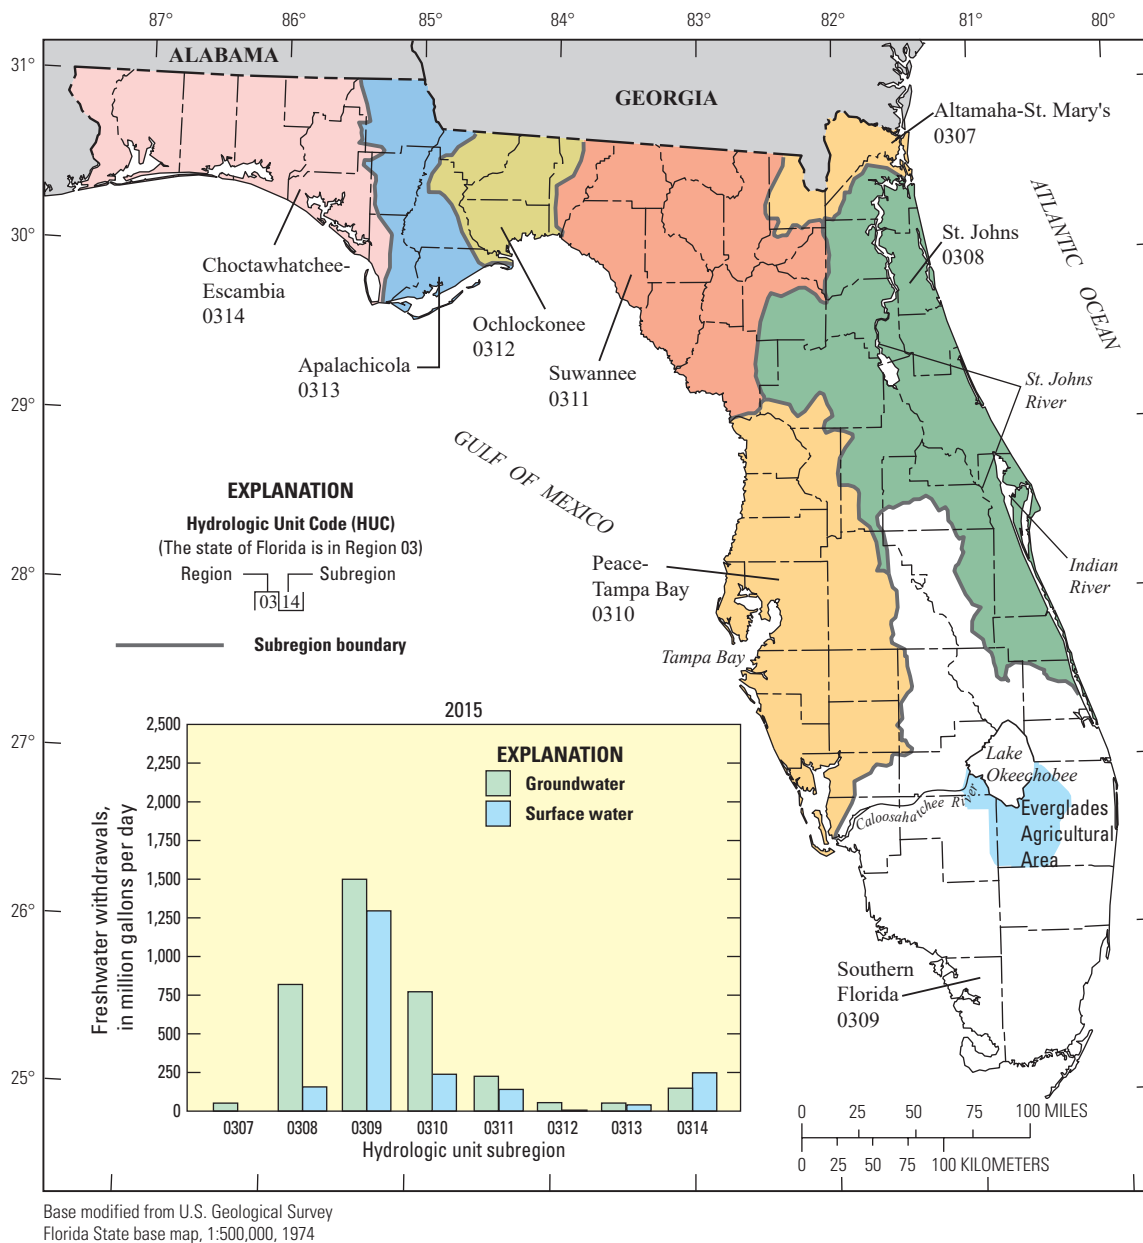 87°
86°
85°
84°
83°
82°
81°
80°
31°
30°
29°
28°
27°
26°
25°
ALABAMA
GEORGIA
Altamaha-St. Mary's
0307
ATLANTIC OCEAN
St. Johns
0308
Choctawhatchee-
Escambia
0314
Ochlockonee
0312
Apalachicola
0313
Suwannee
0311
St. Johns
River
GULF OF MEXICO
EXPLANATION
Hydrologic Unit Code (HUC)
(The state of Florida is in Region 03)
Region
Subregion
03 14
Subregion boundary
Peace-
Tampa Bay
0310
Indian
River
Tampa Bay
Lake
Okeechobee
Caloosahatchee River
Everglades
Agricultural
Area
Southern
Florida
0309
2015
EXPLANATION
Groundwater
Surface water
Freshwater withdrawals,
in million gallons per day
2,500
2,250
2,000
1,750
1,500
1,250
1,000
750
500
250
0
0307 0308 0309 0310 0311 0312 0313 0314
Hydrologic unit subregion
0 25 50 75 100 MILES
0 25 50 75 100 KILOMETERS
Base modified from U.S. Geological Survey
Florida State base map, 1:500,000, 1974